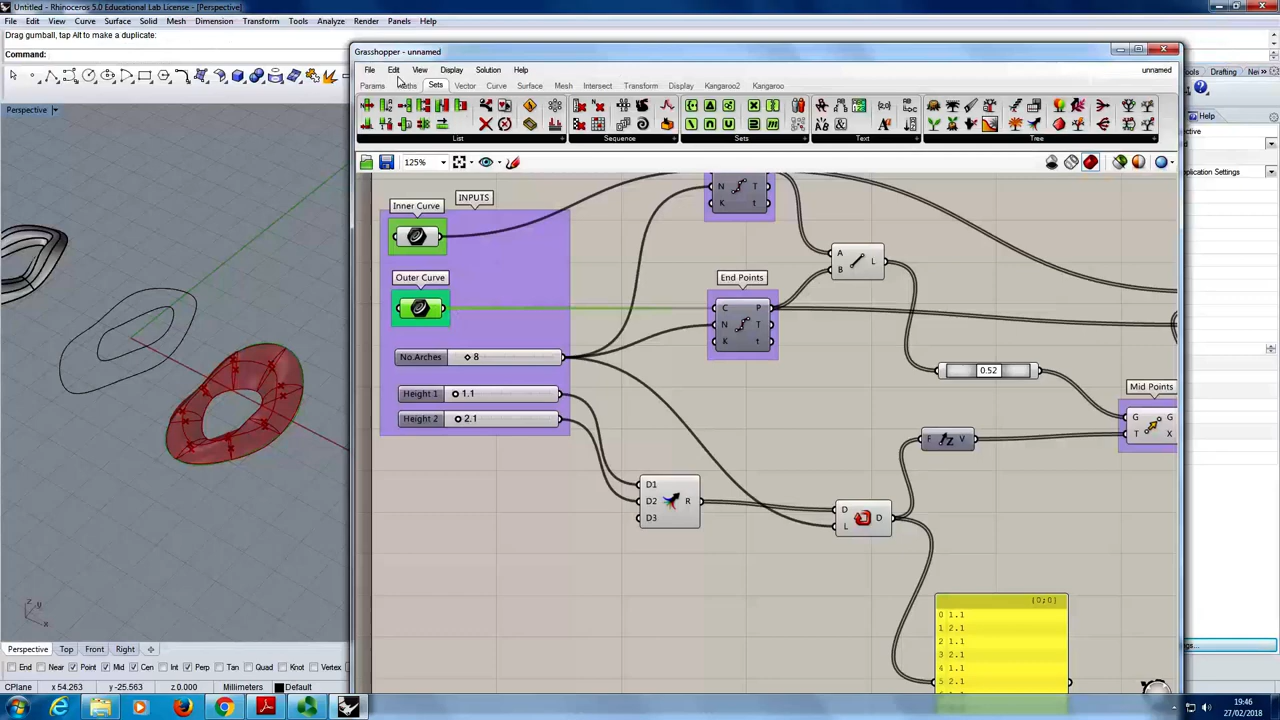 Untitled - Rhinoceros 5.0 Educational Lab License - [Perspective]
File Edit View Curve Surface Solid Mesh Dimension Transform Tools Analyze Render Panels Help
Drag gumball, tap Alt to make a duplicate:
Command:
Perspective
Grasshopper - unnamed
File Edit View Display Solution Help
unnamed
Params Maths Sets Vector Curve Surface Mesh Intersect Transform Display Kangaroo2 Kangaroo
List Sequence Sets Text Tree
125%
Drafting
Help
INPUTS
Inner Curve
Outer Curve
No.Arches 8
Height 1 1.1
Height 2 2.1
N T
K t
End Points
C P
N T
K t
A
B
L
0.52
Mid Points
G G
T X
F V
D1
D2 R
D3
D
L
D
{0;0}
0 1.1
1 2.1
2 1.1
3 2.1
4 1.1
5 2.1
z y
x
Perspective Top Front Right
End Near Point Mid Cen Int Perp Tan Quad Knot Vertex
CPlane x 54.263 y -25.563 z 0.000 Millimeters Default
19:46
27/02/2018